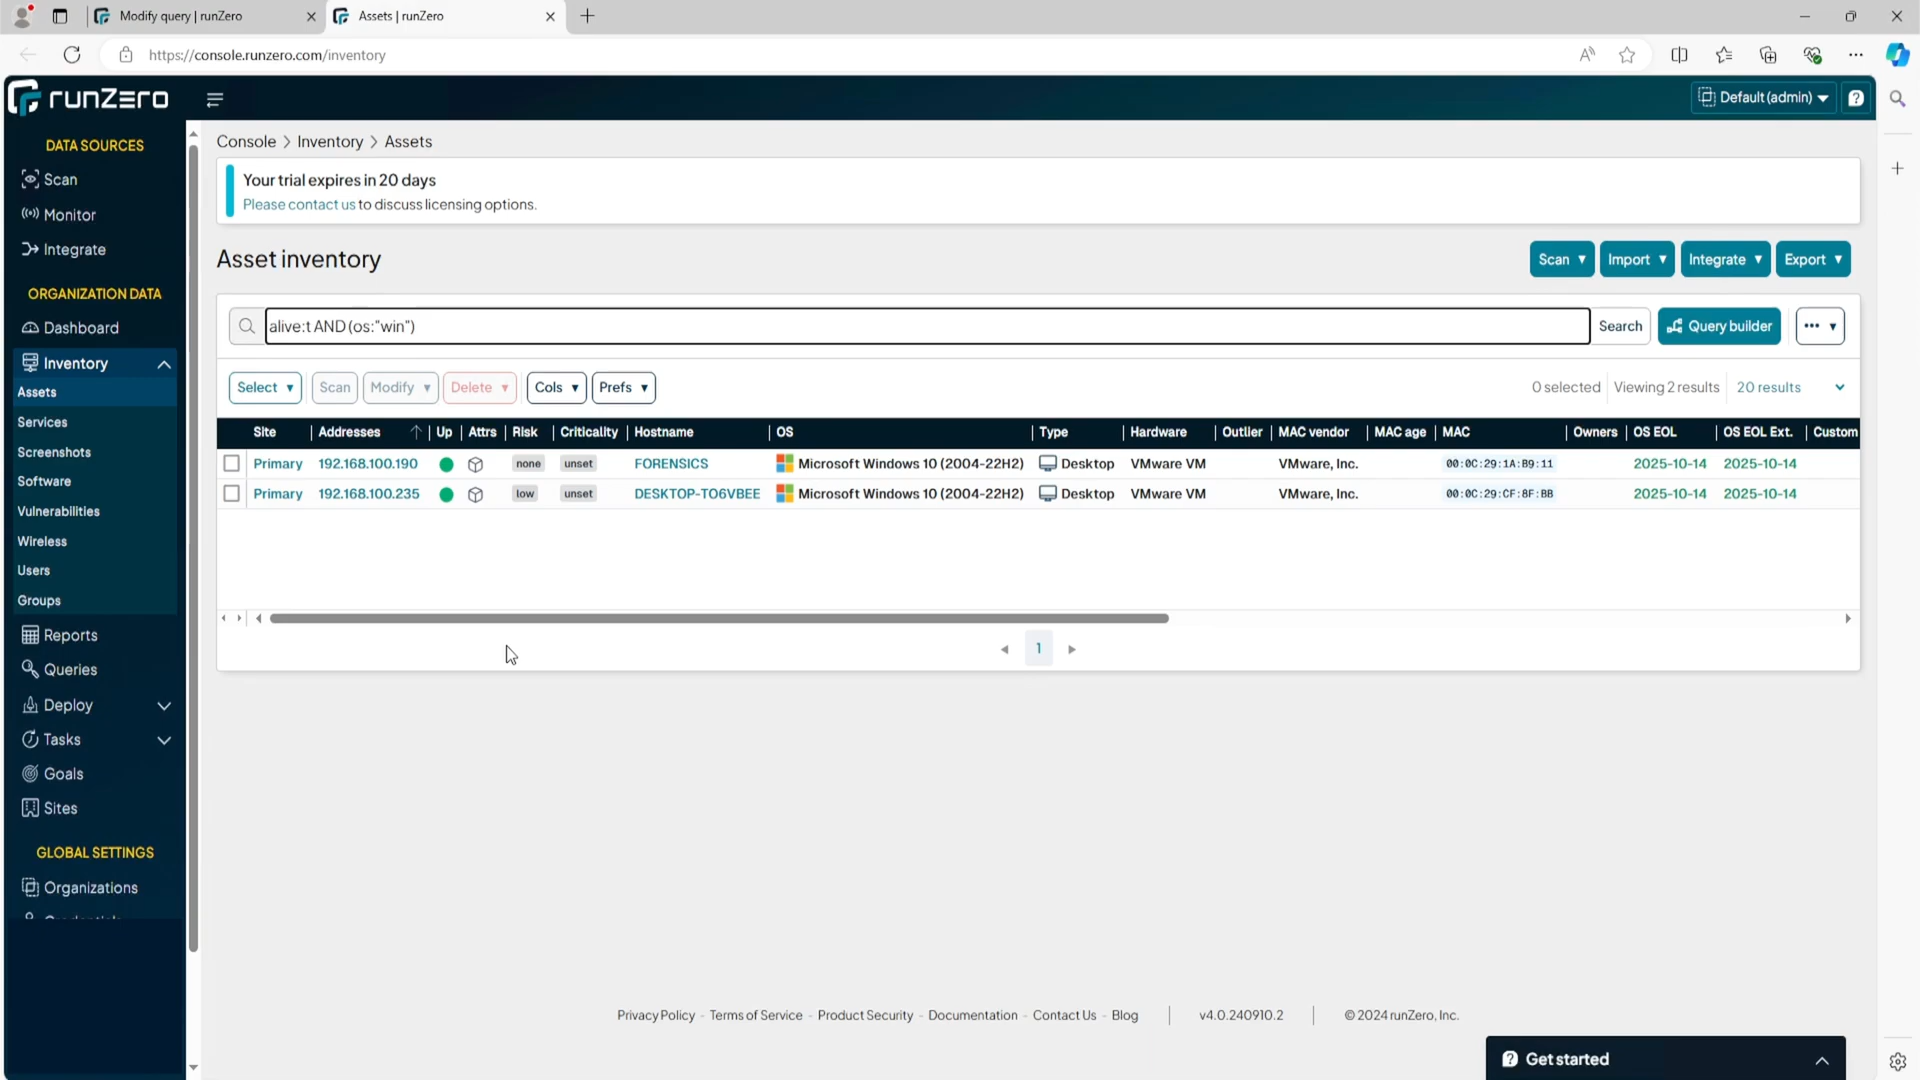 Modify query | runZero
Assets | runZero
https://console.runzero.com/inventory
runZero
Default (admin)
DATA SOURCES
Scan
Monitor
Integrate
ORGANIZATION DATA
Dashboard
Inventory
Assets
Services
Screenshots
Software
Vulnerabilities
Wireless
Users
Groups
Reports
Queries
Deploy
Tasks
Goals
Sites
GLOBAL SETTINGS
Organizations
Console > Inventory > Assets
Your trial expires in 20 days
Please contact us to discuss licensing options.
Asset inventory
Scan Import Integrate Export
alive:t AND (os:"win")
Search
Query builder
Select Scan Modify Delete Cols Prefs 0 selected Viewing 2 results 20 results
Site Addresses Up Attrs Risk Criticality Hostname OS Type Hardware Outlier MAC vendor MAC age MAC Owners OS EOL OS EOL Ext. Custom
Primary 192.168.100.190 none unset FORENSICS Microsoft Windows 10 (2004-22H2) Desktop VMware VM VMware, Inc. 00:0C:29:1A:B9:11 2025-10-14 2025-10-14
Primary 192.168.100.235 low unset DESKTOP-TO6VBEE Microsoft Windows 10 (2004-22H2) Desktop VMware VM VMware, Inc. 00:0C:29:CF:8F:BB 2025-10-14 2025-10-14
1
Privacy Policy - Terms of Service - Product Security - Documentation - Contact Us - Blog | v4.0.240910.2 | © 2024 runZero, Inc.
Get started